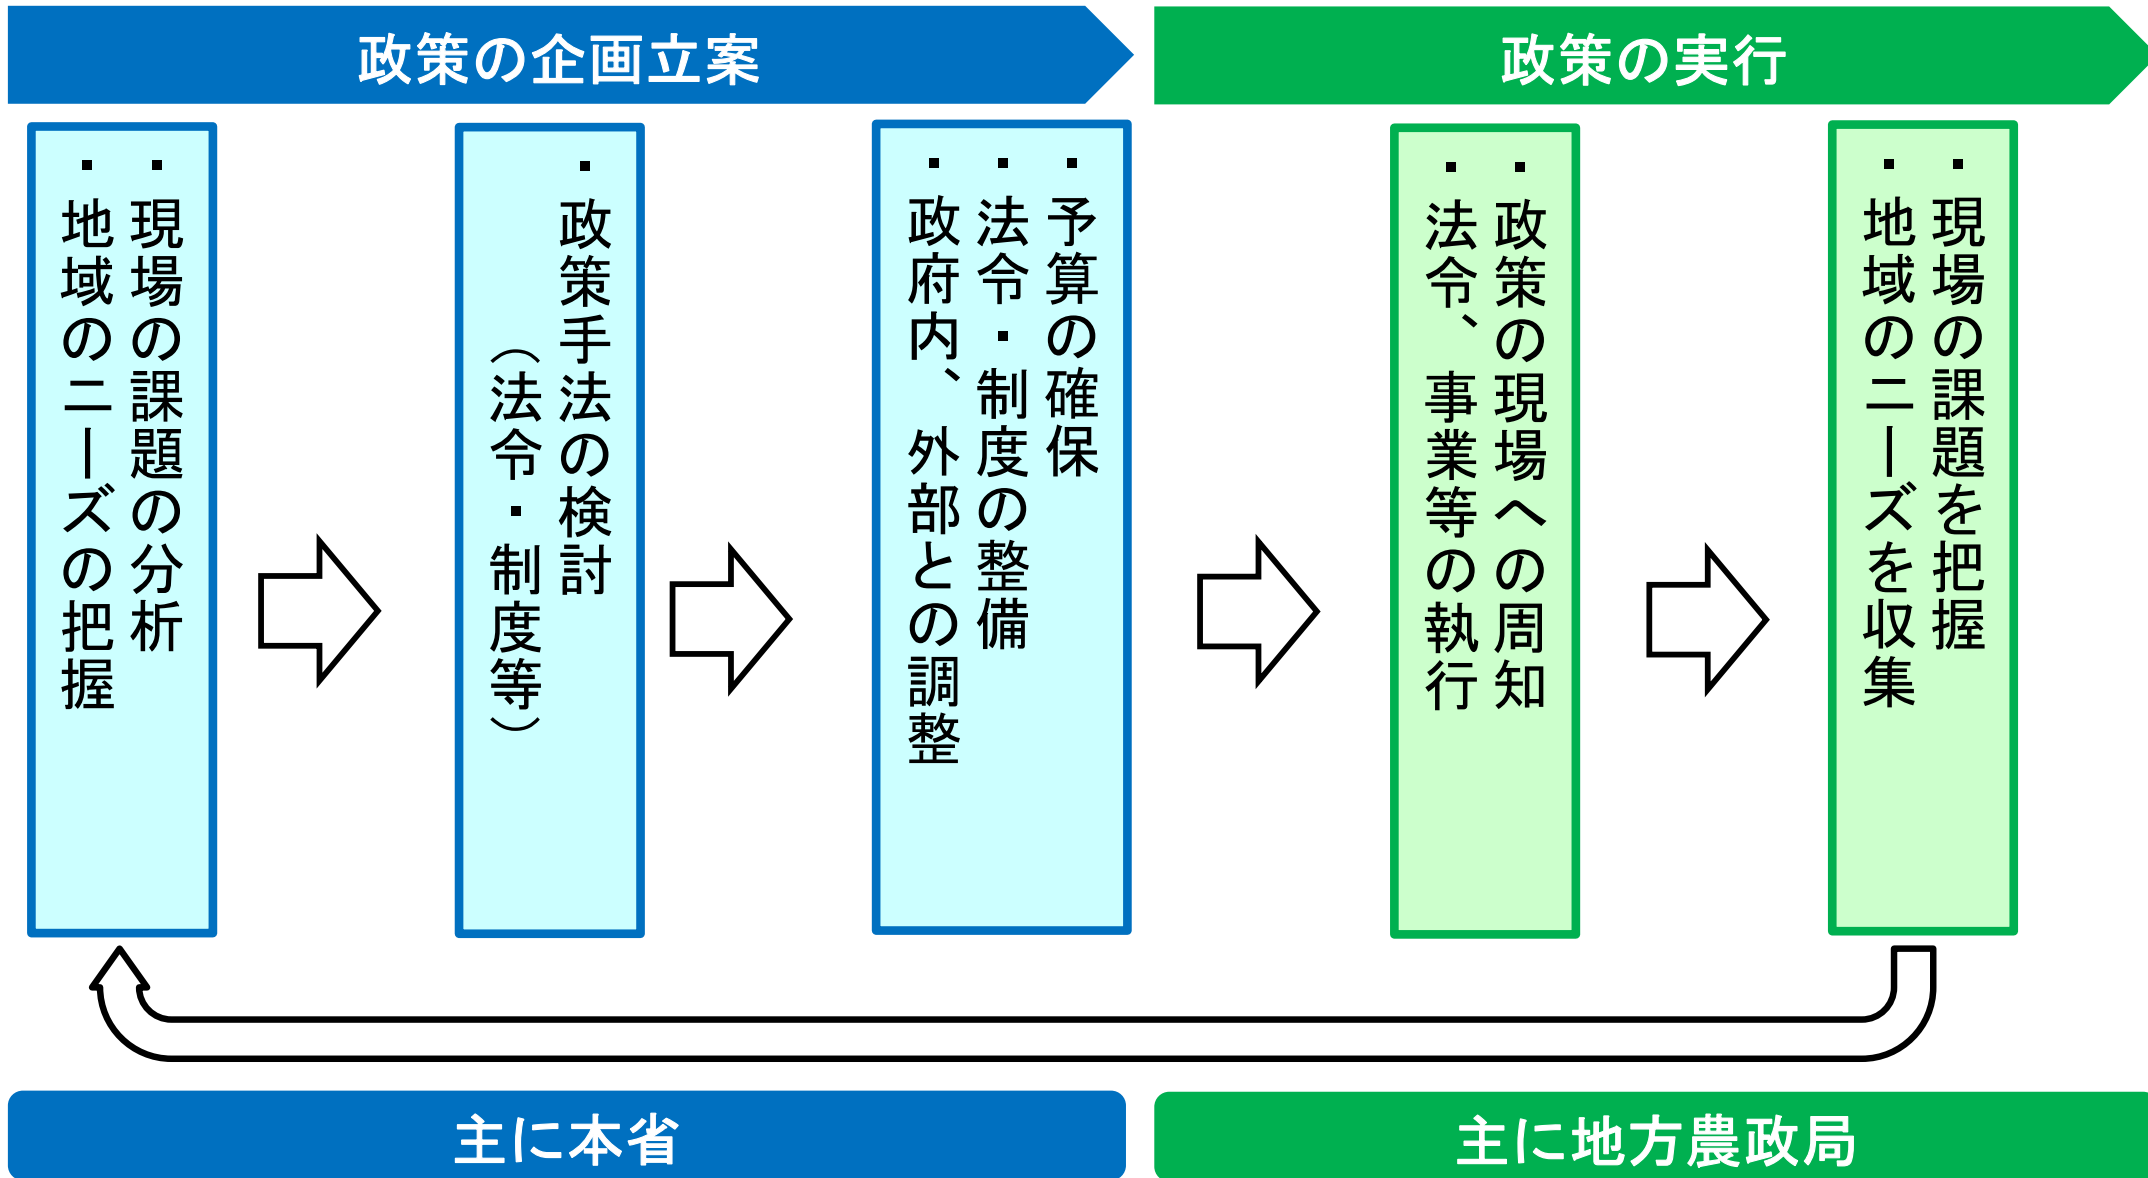 政策の企画立案
政策の実行
・現場の課題の分析
・地域のニーズの把握
・政策手法の検討
（法令・制度等）
・予算の確保
・法令・制度の整備
・政府内、外部との調整
・政策の現場への周知
・法令、事業等の執行
・現場の課題を把握
・地域のニーズを収集
主に本省
主に地方農政局